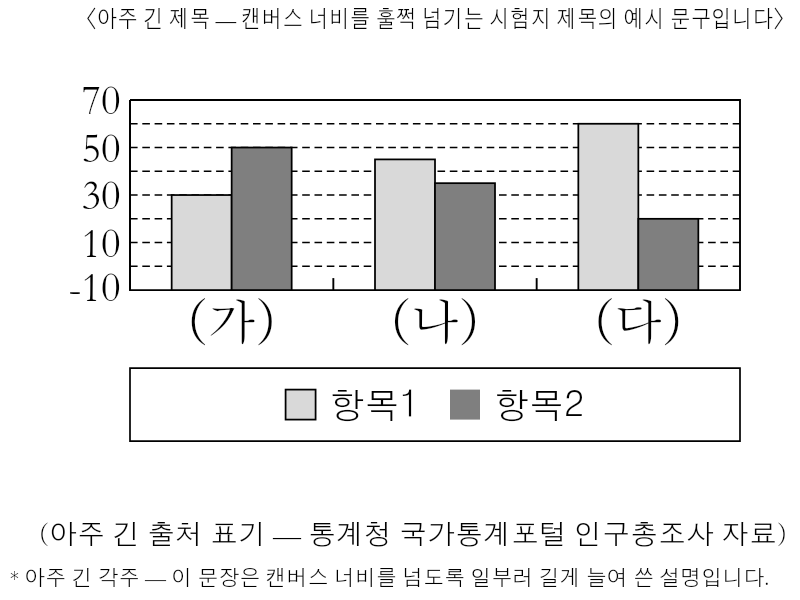 〈아주 긴 제목 — 캔버스 너비를 훌쩍 넘기는 시험지 제목의 예시 문구입니다〉
70
50
30
10
-10
(가) (나) (다)
항목1 항목2
(아주 긴 출처 표기 — 통계청 국가통계포털 인구총조사 자료)
* 아주 긴 각주 — 이 문장은 캔버스 너비를 넘도록 일부러 길게 늘여 쓴 설명입니다.